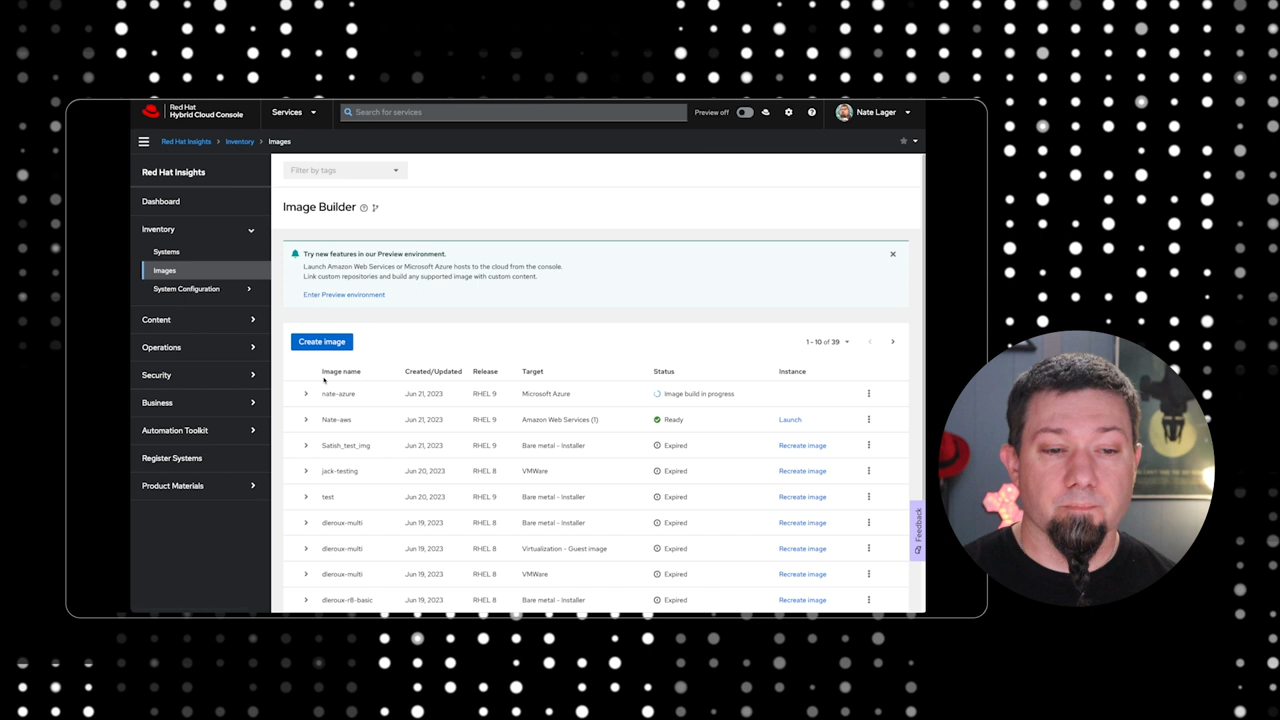 Red Hat
Hybrid Cloud Console
Services
Search for services
Preview off
Nate Lager
Red Hat Insights > Inventory > Images
Red Hat Insights
Dashboard
Inventory
Systems
Images
System Configuration
Content
Operations
Security
Business
Automation Toolkit
Register Systems
Product Materials
Filter by tags
Image Builder
Try new features in our Preview environment.
Launch Amazon Web Services or Microsoft Azure hosts to the cloud from the console.
Link custom repositories and build any supported image with custom content.
Enter Preview environment
Create image
1 - 10 of 39
Image name Created/Updated Release Target Status Instance
nate-azure Jun 21, 2023 RHEL 9 Microsoft Azure Image build in progress
Nate-aws Jun 21, 2023 RHEL 9 Amazon Web Services (1) Ready Launch
Satish_test_img Jun 21, 2023 RHEL 9 Bare metal - Installer Expired Recreate image
jack-testing Jun 20, 2023 RHEL 8 VMWare Expired Recreate image
test Jun 20, 2023 RHEL 9 Bare metal - Installer Expired Recreate image
dleroux-multi Jun 19, 2023 RHEL 8 Bare metal - Installer Expired Recreate image
dleroux-multi Jun 19, 2023 RHEL 8 Virtualization - Guest image Expired Recreate image
dleroux-multi Jun 19, 2023 RHEL 8 VMWare Expired Recreate image
dleroux-r8-basic Jun 19, 2023 RHEL 8 Bare metal - Installer Expired Recreate image
Feedback